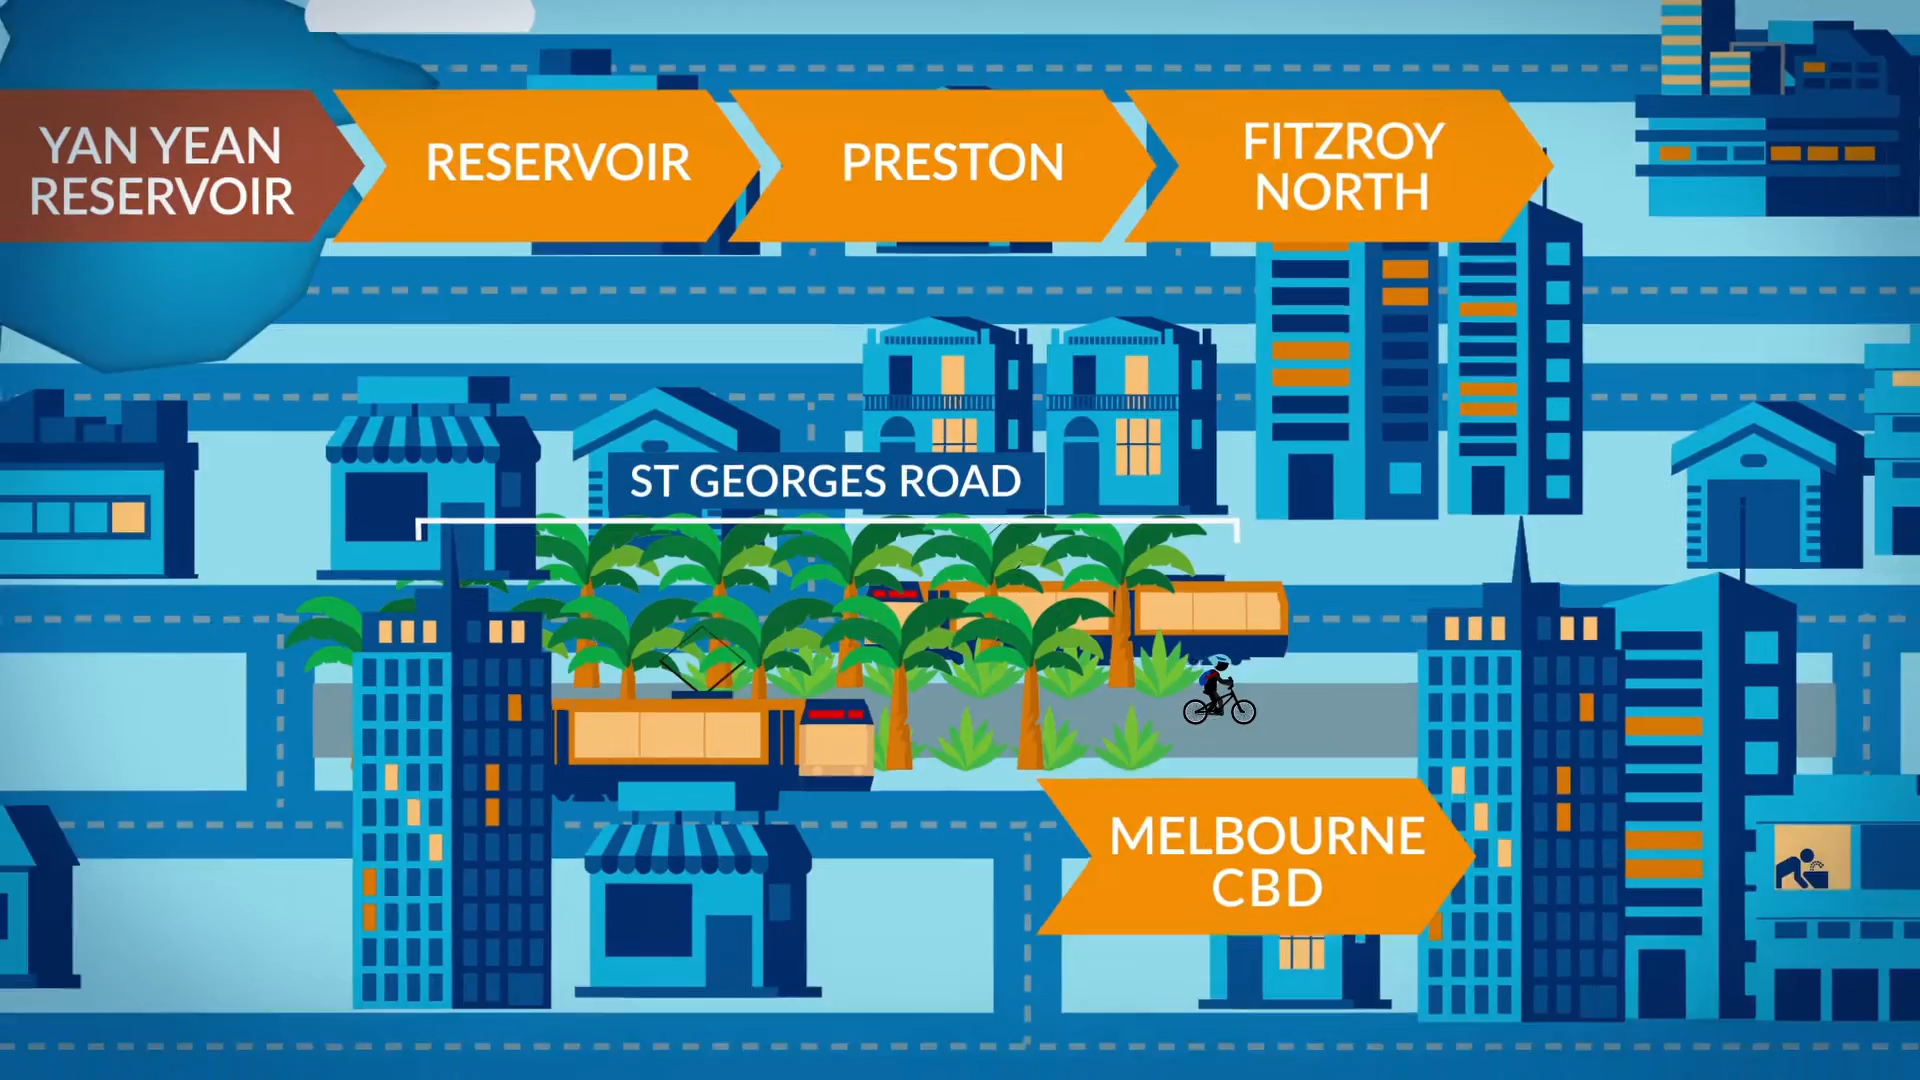 YAN YEAN
RESERVOIR
RESERVOIR
PRESTON
FITZROY
NORTH
ST GEORGES ROAD
MELBOURNE
CBD